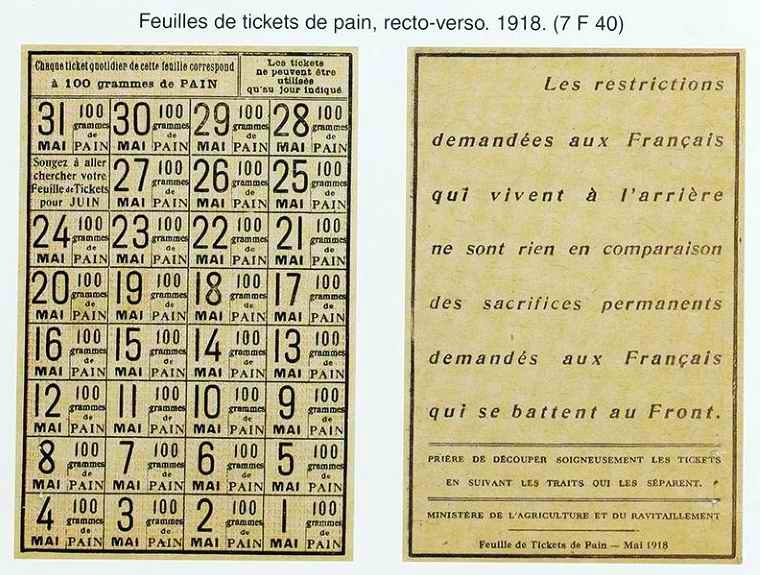 Feuilles de tickets de pain, recto-verso. 1918. (7 F 40)
Chaque ticket quotidien de cette feuille correspond
à 100 grammes de PAIN
Les tickets
ne peuvent être
utilisés
qu'au jour indiqué
31 100 30 100 29 100 28 100
grammes grammes grammes grammes
de de de de
MAI PAIN MAI PAIN MAI PAIN MAI PAIN
Songez à aller 27 100 26 100 25 100
chercher votre grammes grammes grammes
Feuille de Tickets de de de
pour JUIN MAI PAIN MAI PAIN MAI PAIN
24 100 23 100 22 100 21 100
grammes grammes grammes grammes
de de de de
MAI PAIN MAI PAIN MAI PAIN MAI PAIN
20 100 19 100 18 100 17 100
grammes grammes grammes grammes
de de de de
MAI PAIN MAI PAIN MAI PAIN MAI PAIN
16 100 15 100 14 100 13 100
grammes grammes grammes grammes
de de de de
MAI PAIN MAI PAIN MAI PAIN MAI PAIN
12 100 11 100 10 100 9 100
grammes grammes grammes grammes
de de de de
MAI PAIN MAI PAIN MAI PAIN MAI PAIN
8 100 7 100 6 100 5 100
grammes grammes grammes grammes
de de de de
MAI PAIN MAI PAIN MAI PAIN MAI PAIN
4 100 3 100 2 100 1 100
grammes grammes grammes grammes
de de de de
MAI PAIN MAI PAIN MAI PAIN MAI PAIN
Les restrictions
demandées aux Français
qui vivent à l'arrière
ne sont rien en comparaison
des sacrifices permanents
demandés aux Français
qui se battent au Front.
PRIÈRE DE DÉCOUPER SOIGNEUSEMENT LES TICKETS
EN SUIVANT LES TRAITS QUI LES SÉPARENT.
MINISTÈRE DE L'AGRICULTURE ET DU RAVITAILLEMENT
Feuille de Tickets de Pain — Mai 1918